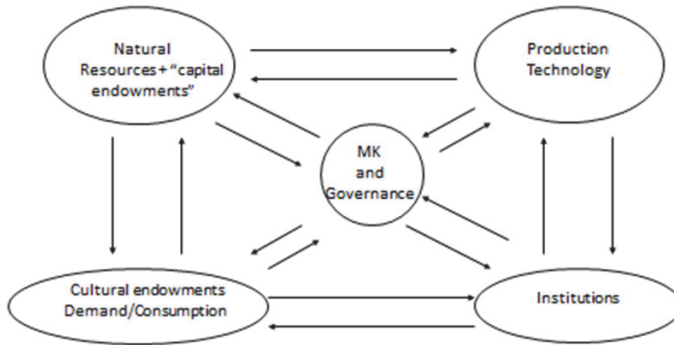 Natural
Resources+ "capital
endowments"
Production
Technology
MK
and
Governance
Cultural endowments
Demand/Consumption
Institutions